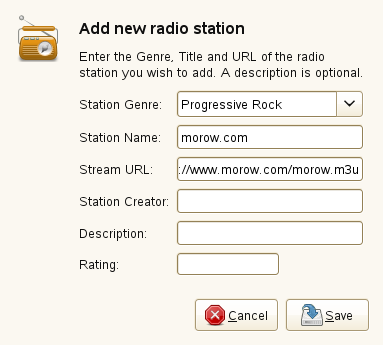 Add new radio station
Enter the Genre, Title and URL of the radio
station you wish to add. A description is optional.
Station Genre: Progressive Rock
Station Name: morow.com
Stream URL: ://www.morow.com/morow.m3u
Station Creator:
Description:
Rating:
Cancel Save